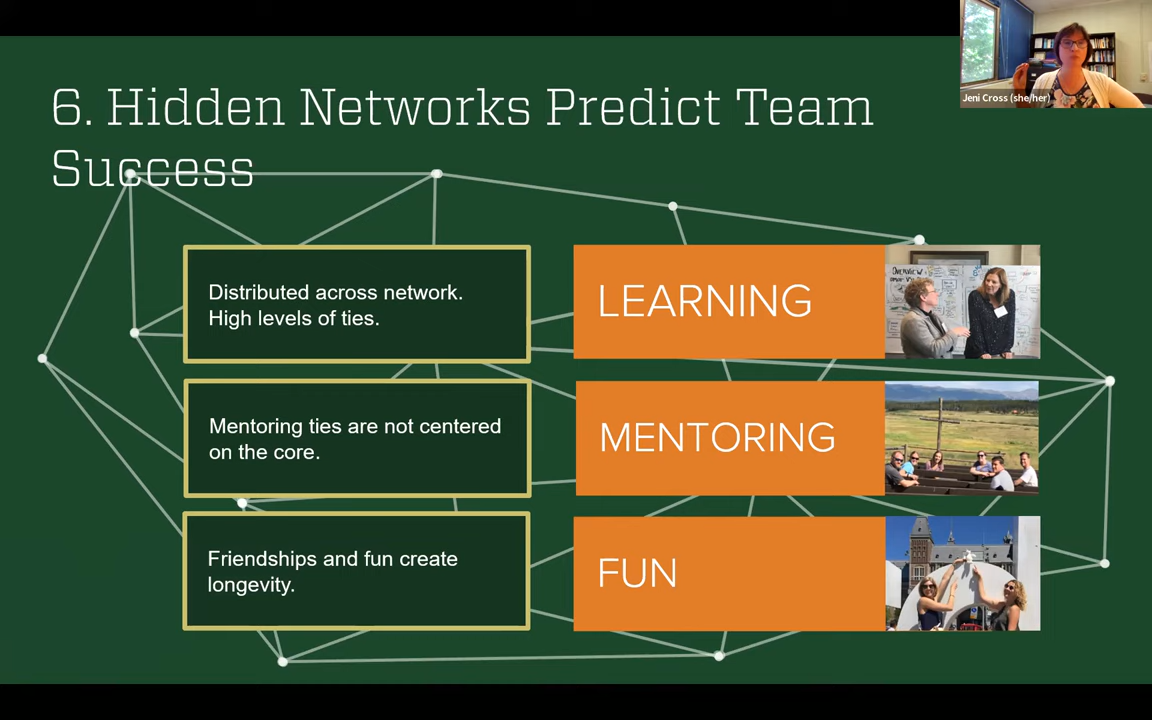 6. Hidden Networks Predict Team
Success
Jeni Cross (she/her)
Distributed across network.
High levels of ties.
LEARNING
Mentoring ties are not centered
on the core.
MENTORING
Friendships and fun create
longevity.
FUN